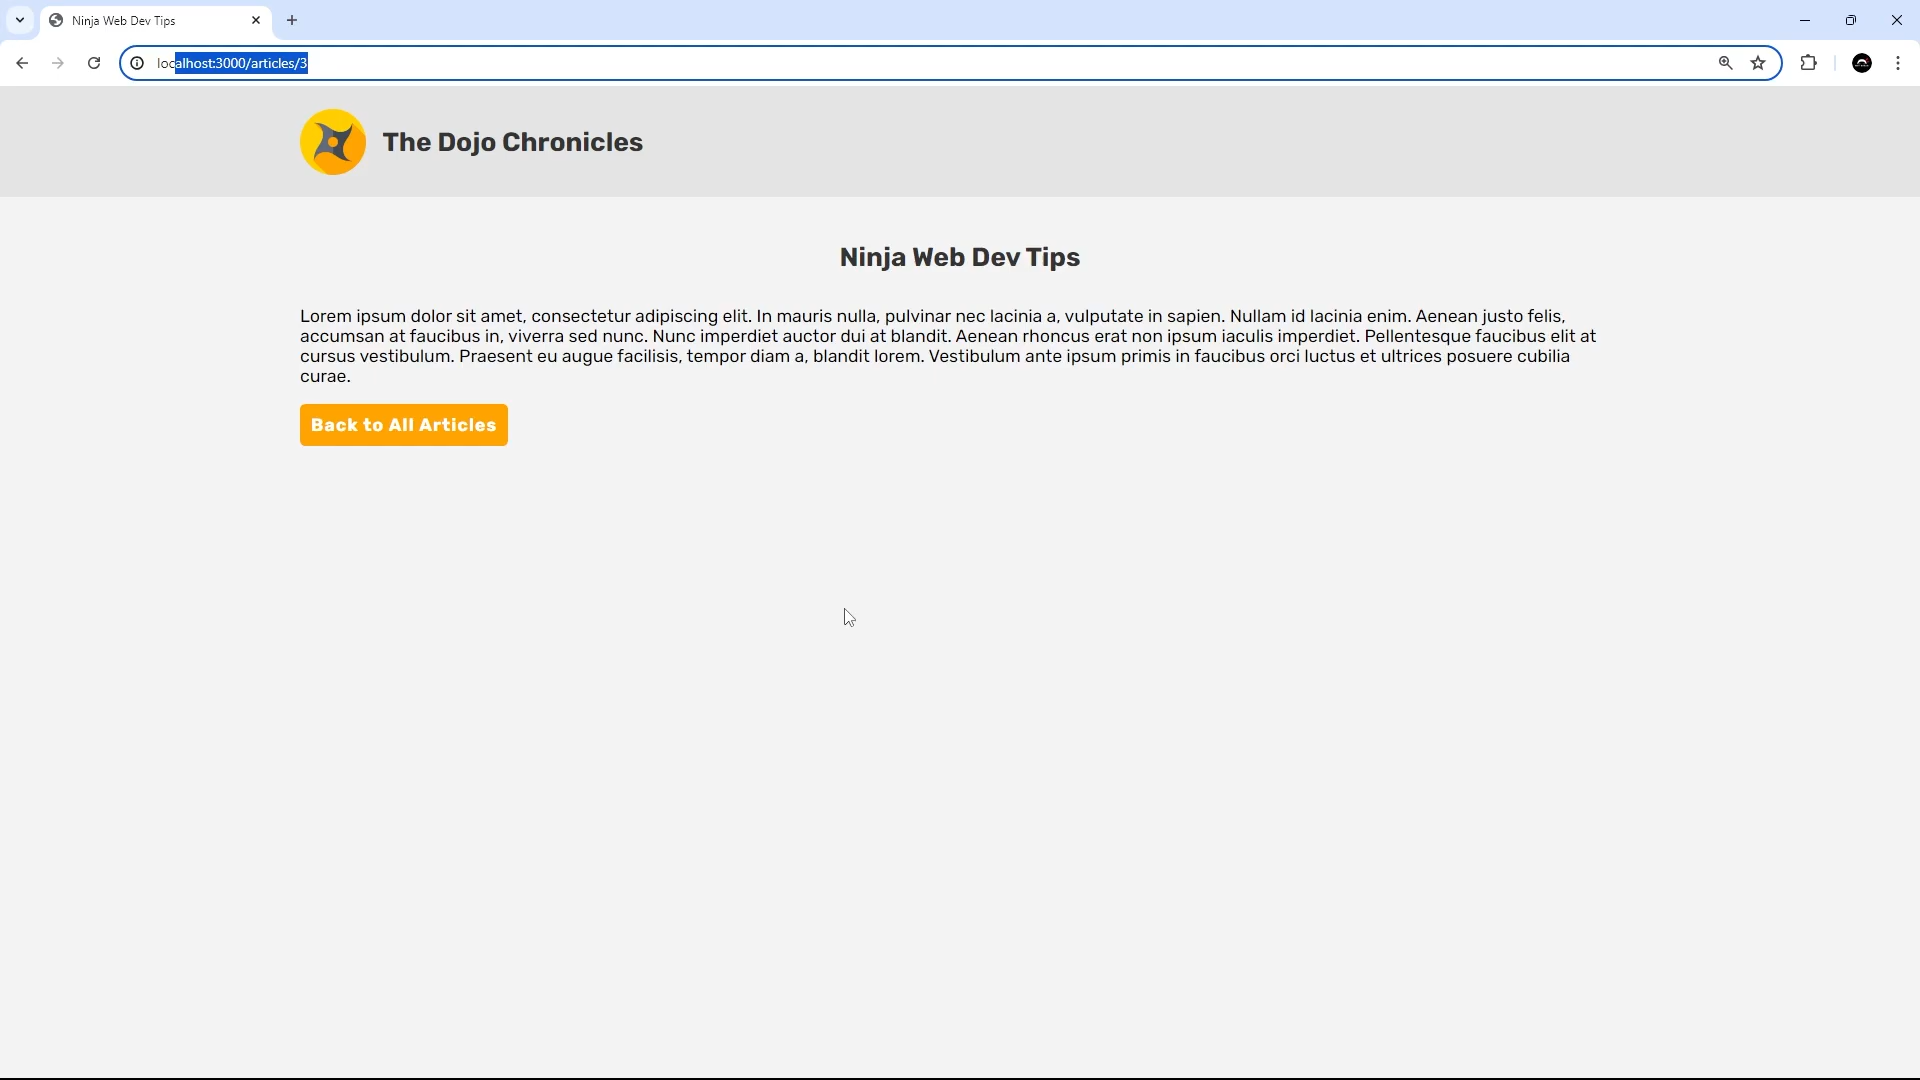 Ninja Web Dev Tips
localhost:3000/articles/3
The Dojo Chronicles
Ninja Web Dev Tips
Lorem ipsum dolor sit amet, consectetur adipiscing elit. In mauris nulla, pulvinar nec lacinia a, vulputate in sapien. Nullam id lacinia enim. Aenean justo felis,
accumsan at faucibus in, viverra sed nunc. Nunc imperdiet auctor dui at blandit. Aenean rhoncus erat non ipsum iaculis imperdiet. Pellentesque faucibus elit at
cursus vestibulum. Praesent eu augue facilisis, tempor diam a, blandit lorem. Vestibulum ante ipsum primis in faucibus orci luctus et ultrices posuere cubilia
curae.
Back to All Articles